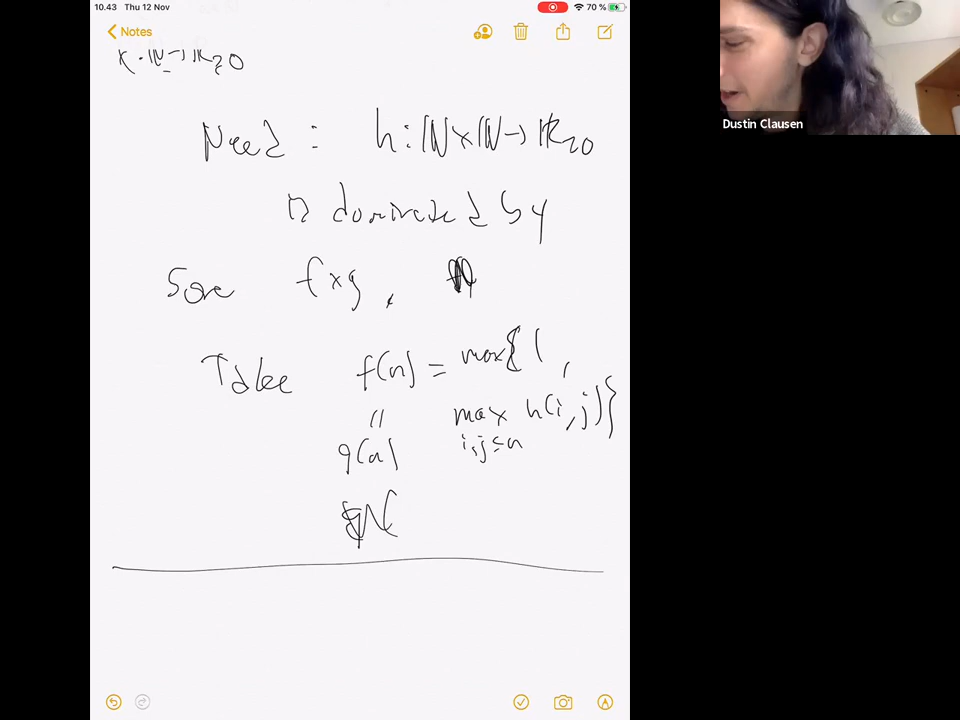 10.43 Thu 12 Nov
70 %
Notes
Need : h : ℕ×ℕ → ℝ≥0
is dominated by
Some f×g,
Take f(n) = max{ 1 ,
max h(i,j)}
i,j≤n
"
g(n)
Dustin Clausen